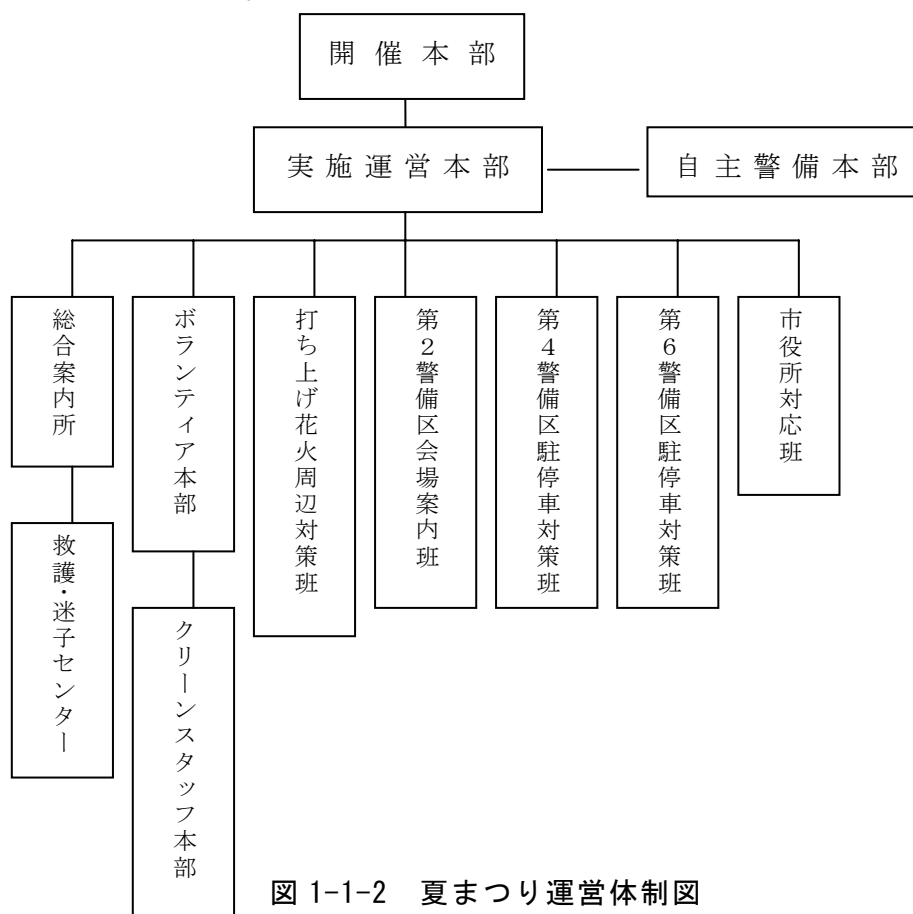 開催本部
実施運営本部
自主警備本部
総合案内所
ボランティア本部
打ち上げ花火周辺対策班
第2警備区会場案内班
第4警備区駐停車対策班
第6警備区駐停車対策班
市役所対応班
救護・迷子センター
クリーンスタッフ本部
図 1-1-2 夏まつり運営体制図